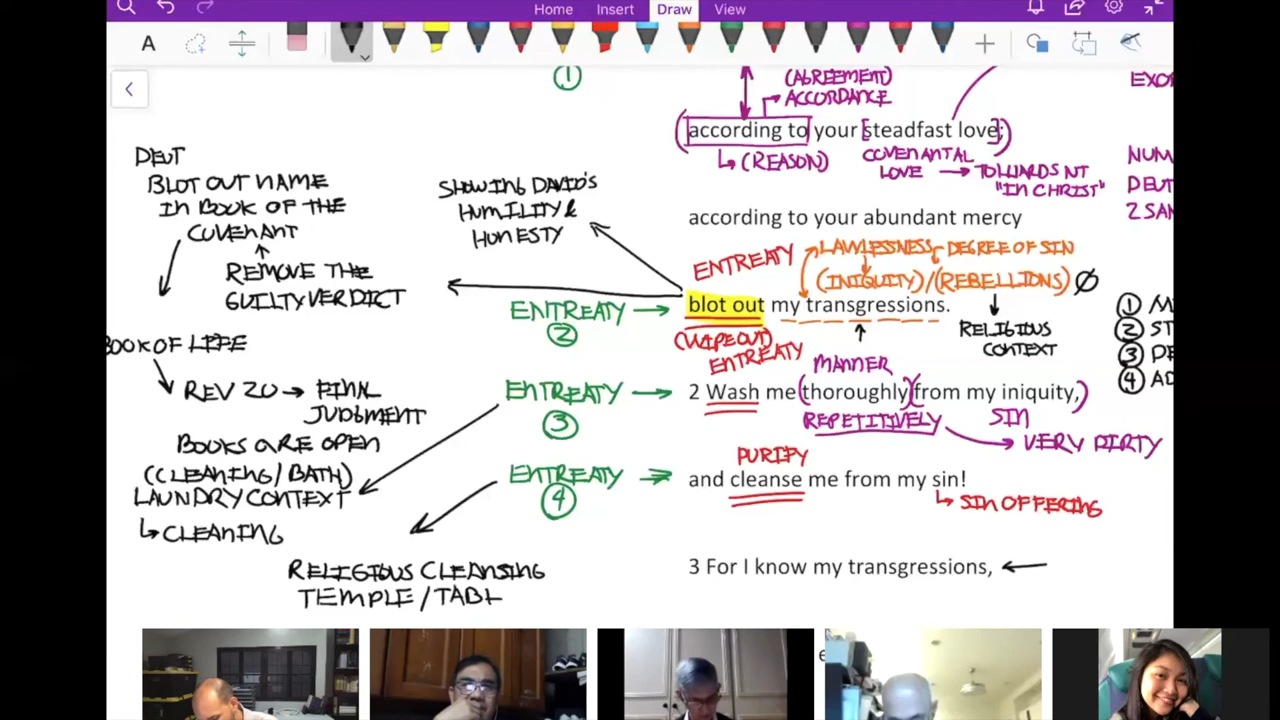 Home Insert Draw View
A
①
(AGREEMENT)
ACCORDANCE
(according to your [steadfast love;])
↳ (REASON)
COVENANTAL LOVE → TOWARDS NT "IN CHRIST"
DEUT
BLOT OUT NAME
IN BOOK OF THE
COVENANT
REMOVE THE
GUILTY VERDICT
SHOWING DAVID'S
HUMILITY &
HONESTY
according to your abundant mercy
ENTREATY
LAWLESSNESS DEGREE OF SIN
(INIQUITY)/(REBELLIONS)
ENTREATY →
②
blot out my transgressions.
(WIPEOUT)
ENTREATY
RELIGIOUS
CONTEXT
BOOK OF LIFE
REV 20 → FINAL
JUDGMENT
BOOKS ARE OPEN
(CLEANING/BATH)
LAUNDRY CONTEXT
↳ CLEANING
MANNER
ENTREATY →
③
2 Wash me (thoroughly)(from my iniquity,)
REPETITIVELY
SIN
VERY DIRTY
PURIFY
ENTREATY →
④
and cleanse me from my sin!
↳ SIN OFFERING
RELIGIOUS CLEANSING
TEMPLE / TABL
3 For I know my transgressions, ←
NUM
DEUT
2 SA
① M
② ST
③ DE
④ AD